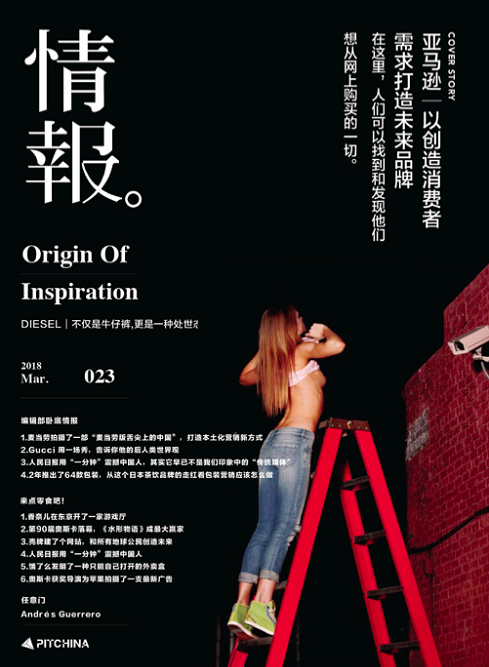 情報。
COVER STORY
亚马逊｜以创造消费者
需求打造未来品牌
在这里，人们可以找到和发现他们
想从网上购买的一切。
Origin Of
Inspiration
DIESEL｜不仅是牛仔裤,更是一种处世态
2018
Mar. 023
编辑部卧底情报
1.麦当劳拍摄了一部“麦当劳版舌尖上的中国”，打造本土化营销新方式
2.Gucci 用一场秀，告诉你他的后人类世界观
3.人民日报用“一分钟”震撼中国人，其实它早已不是我们印象中的“传统媒体”
4.2年推出了64款包装，从这个日本茶饮品牌的走红看包装营销应该怎么做
来点零食吧！
1.香奈儿在东京开了一家游戏厅
2.第90届奥斯卡落幕，《水形物语》成最大赢家
3.壳牌建了个网站，和所有地球公民创造未来
4.人民日报用“一分钟”震撼中国人
5.饿了么发明了一种只能自己打开的外卖盒
6.奥斯卡获奖导演为苹果拍摄了一支最新广告
任意门
Andrés Guerrero
PITCHINA